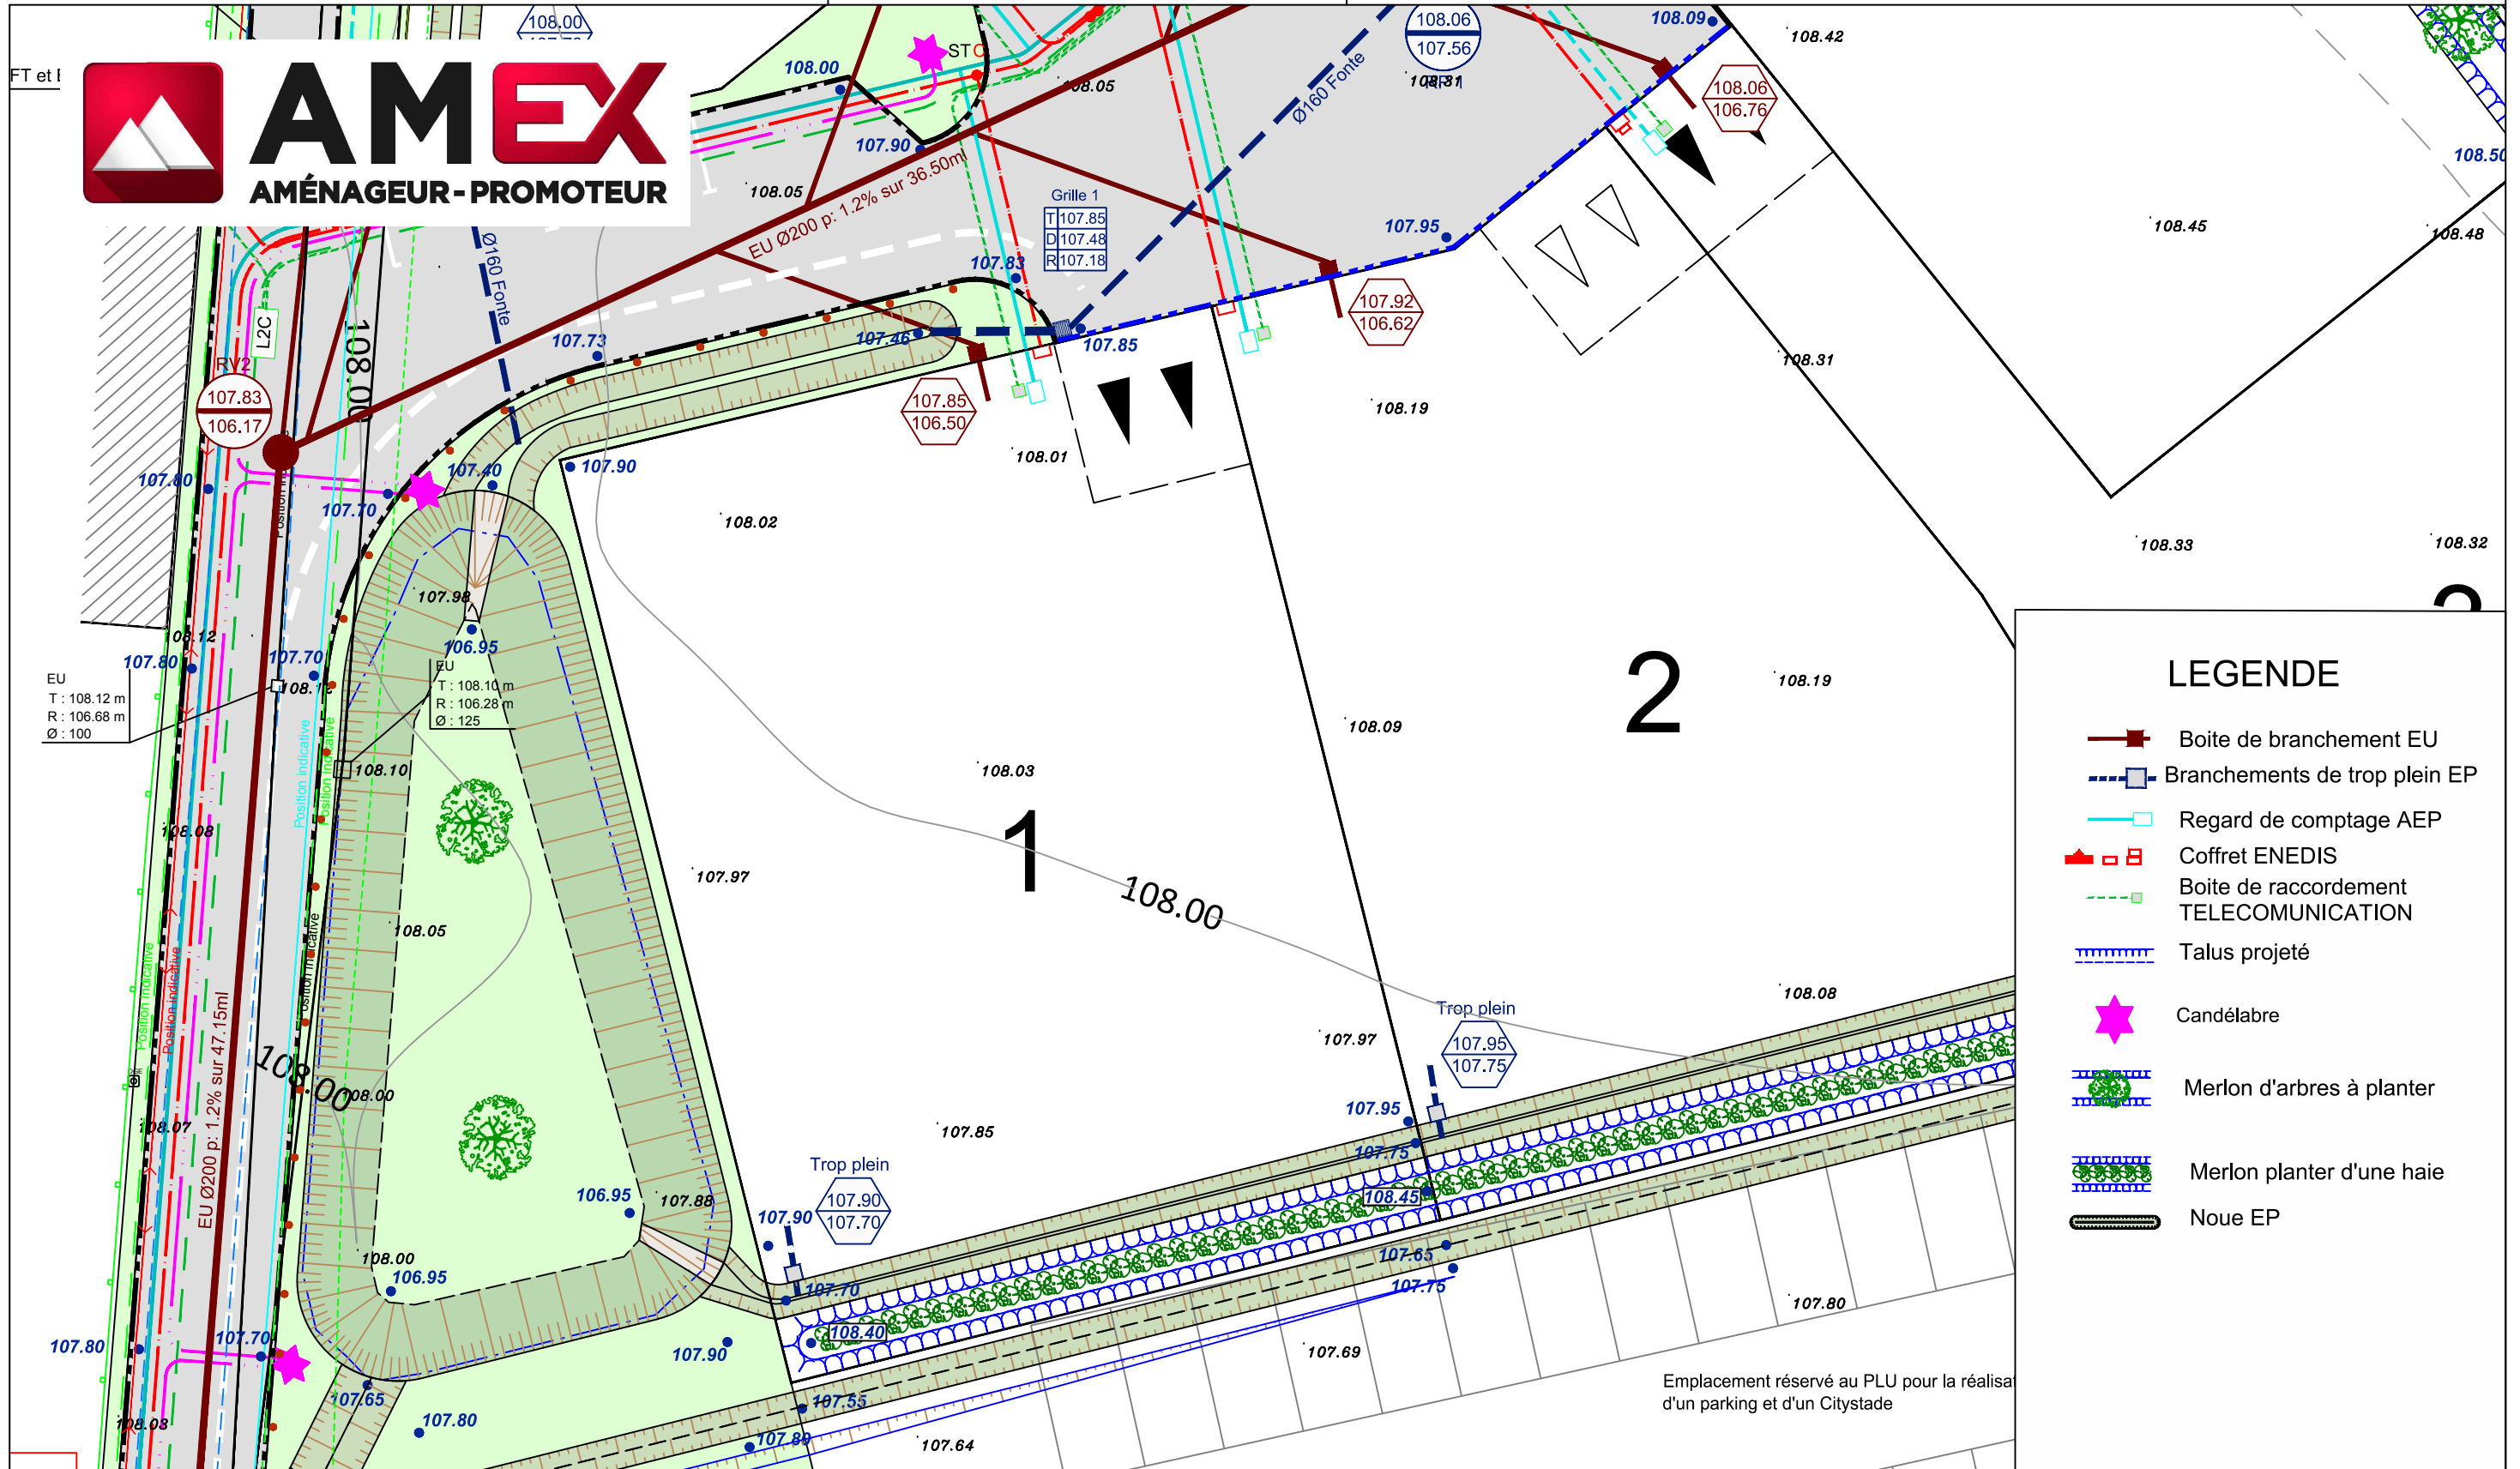 108.00
108.06
107.56
108.09
108.42
FT et
AMEX
AMÉNAGEUR-PROMOTEUR
STC
108.00
108.05
108.31
108.06
106.76
Ø160 Fonte
107.90
108.05
EU Ø200 p: 1.2% sur 36.50ml
108.50
Grille 1
T 107.85
D 107.48
R 107.18
107.95
108.45
108.48
Ø160 Fonte
107.83
107.92
106.62
L2C
108.00
107.73
107.46
107.85
108.31
RV2
107.83
106.17
107.85
106.50
108.19
108.01
107.80
107.40
107.90
107.70
108.02
108.33
108.32
107.98
108.12
106.95
107.80
107.70
EU
T : 108.12 m
R : 106.68 m
Ø : 100
EU
T : 108.10 m
R : 106.28 m
Ø : 125
2
108.19
108.09
108.10
108.03
Position indicative
Position indicative
108.08
1
107.97
108.00
108.05
Position indicative
Position indicative
Position indicative
EU Ø200 p: 1.2% sur 47.15ml
108.08
Trop plein
107.95
107.75
107.97
108.00
108.00
108.07
107.85
107.95
107.75
Trop plein
107.90
107.70
106.95
107.88
107.90
108.45
108.00
106.95
107.65
107.75
107.70
107.80
107.80
107.70
108.40
107.90
107.69
107.65
107.55
107.80
108.03
107.80
107.64
Emplacement réservé au PLU pour la
d'un parking et d'un Citystade
LEGENDE
Boite de branchement EU
Branchements de trop plein EP
Regard de comptage AEP
Coffret ENEDIS
Boite de raccordement
TELECOMUNICATION
Talus projeté
Candélabre
Merlon d'arbres à planter
Merlon planter d'une haie
Noue EP